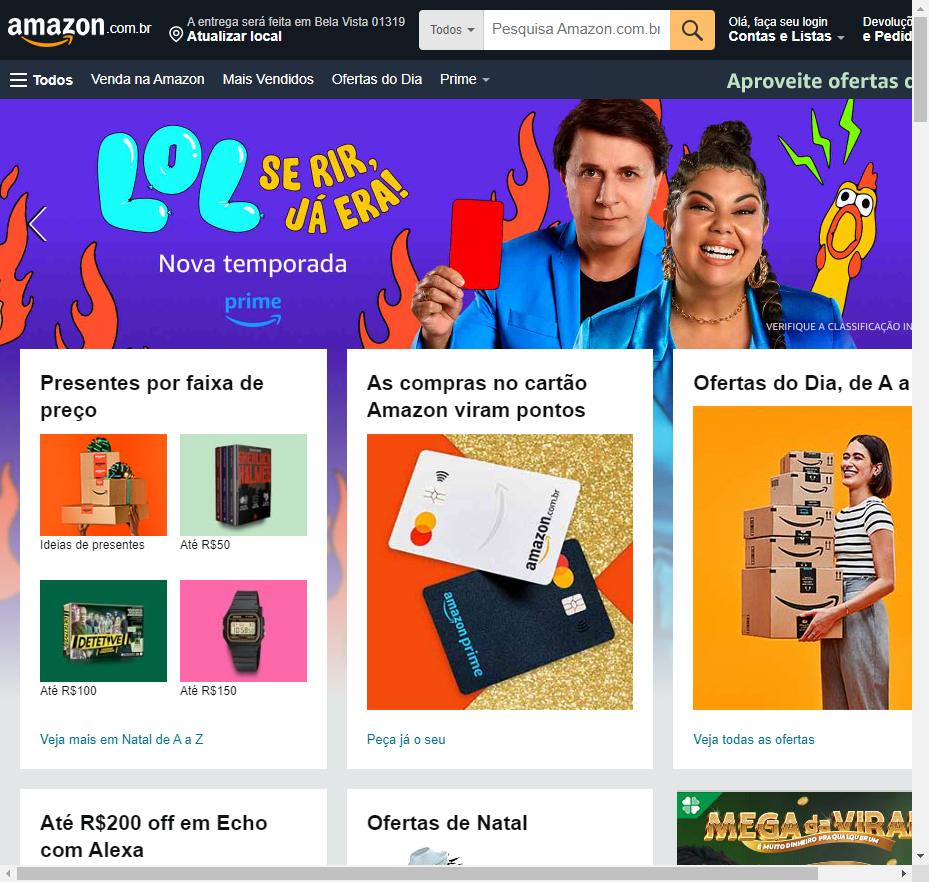 amazon.com.br
A entrega será feita em Bela Vista 01319
Atualizar local
Todos
Pesquisa Amazon.com.br
Olá, faça seu login
Contas e Listas
e Pedid
Todos
Venda na Amazon
Mais Vendidos
Ofertas do Dia
Prime
Aproveite ofertas d
LOL
SE RIR,
JÁ ERA!
Nova temporada
prime
VERIFIQUE A CLASSIFICAÇÃO IN
Presentes por faixa de
preço
SHERLOCK
HOLMES
Ideias de presentes
Até R$50
DETETIVE
Até R$100
Até R$150
Veja mais em Natal de A a Z
As compras no cartão
Amazon viram pontos
amazon.com.br
amazon prime
Peça já o seu
Ofertas do Dia, de A a
Veja todas as ofertas
Até R$200 off em Echo
com Alexa
Ofertas de Natal
MEGA da VIRA
É MUITO DINHEIRO PRA QUALQUER UM